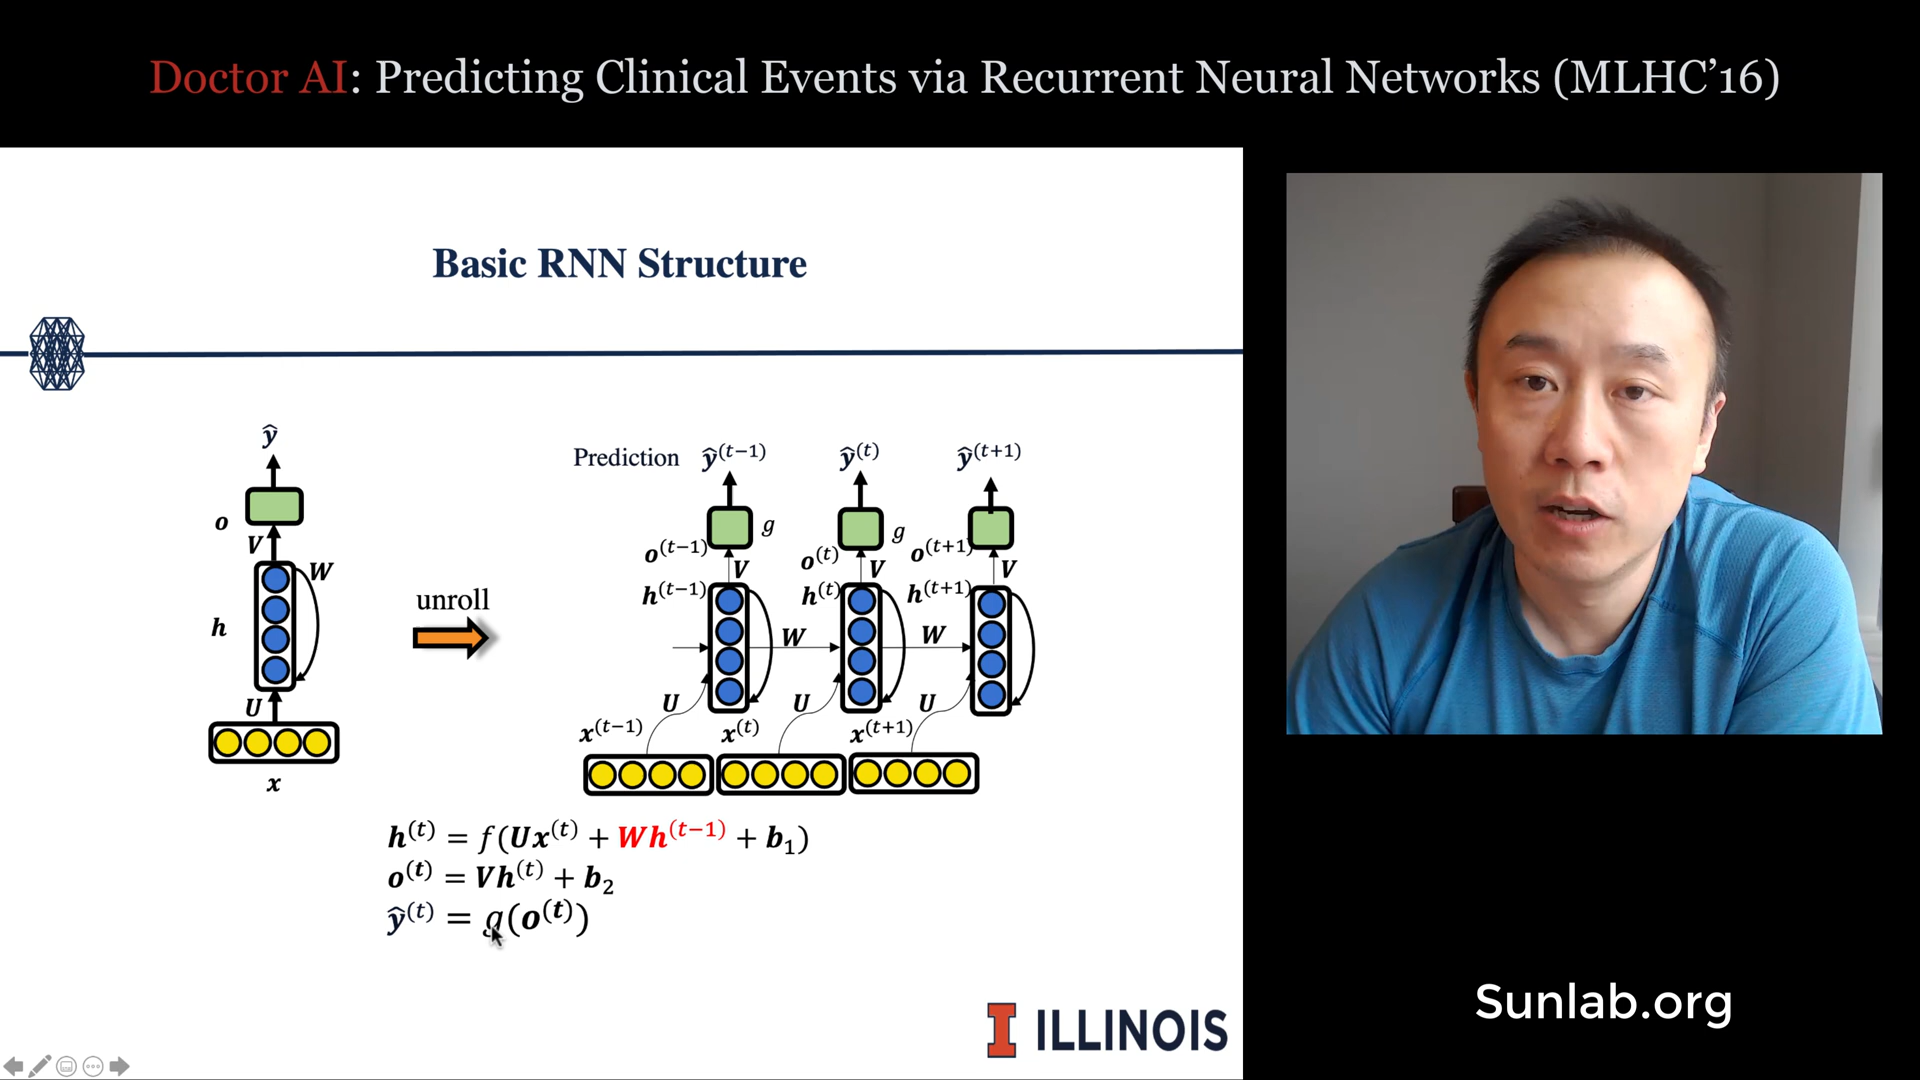 Doctor AI: Predicting Clinical Events via Recurrent Neural Networks (MLHC'16)
Basic RNN Structure
ŷ
o
V
W
h
U
x
unroll
Prediction ŷ^(t−1) ŷ^(t) ŷ^(t+1)
g g
o^(t−1) o^(t) o^(t+1)
V V V
h^(t−1) h^(t) h^(t+1)
W W
U U U
x^(t−1) x^(t) x^(t+1)
h^(t) = f(Ux^(t) + Wh^(t−1) + b₁)
o^(t) = Vh^(t) + b₂
ŷ^(t) = g(o^(t))
I ILLINOIS
Sunlab.org